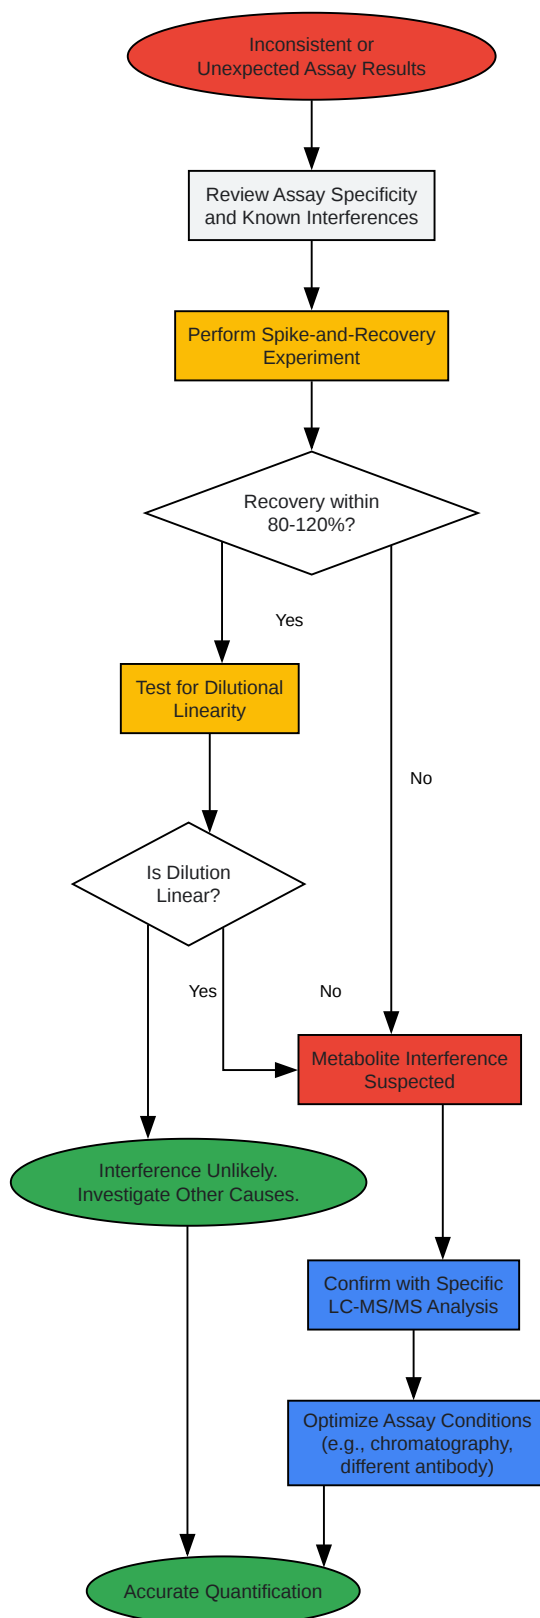 Inconsistent or
Unexpected Assay Results
Review Assay Specificity
and Known Interferences
Perform Spike-and-Recovery
Experiment
Recovery within
80-120%?
Yes
Test for Dilutional
Linearity
No
Is Dilution
Linear?
Yes
No
Metabolite Interference
Suspected
Interference Unlikely.
Investigate Other Causes.
Confirm with Specific
LC-MS/MS Analysis
Optimize Assay Conditions
(e.g., chromatography,
different antibody)
Accurate Quantification